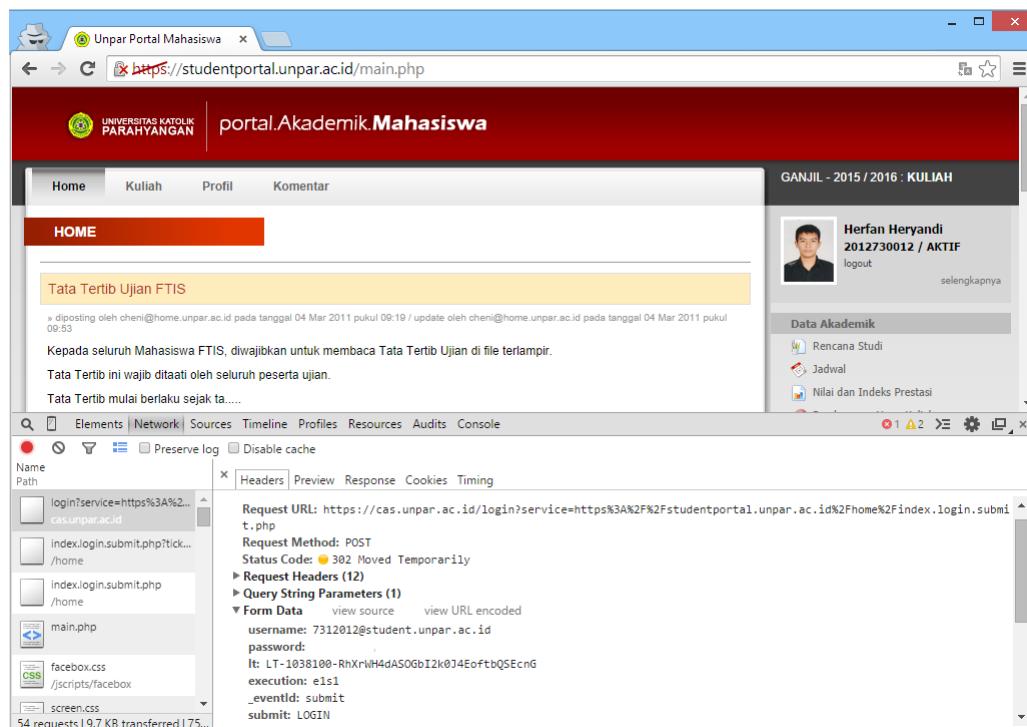 Unpar Portal Mahasiswa
https://studentportal.unpar.ac.id/main.php
UNIVERSITAS KATOLIK
PARAHYANGAN
portal.Akademik.Mahasiswa
Home Kuliah Profil Komentar
GANJIL - 2015 / 2016 : KULIAH
HOME
Herfan Heryandi
2012730012 / AKTIF
logout
selengkapnya
Tata Tertib Ujian FTIS
» diposting oleh cheni@home.unpar.ac.id pada tanggal 04 Mar 2011 pukul 09:19 / update oleh cheni@home.unpar.ac.id pada tanggal 04 Mar 2011 pukul
09:53
Kepada seluruh Mahasiswa FTIS, diwajibkan untuk membaca Tata Tertib Ujian di file terlampir.
Tata Tertib ini wajib ditaati oleh seluruh peserta ujian.
Tata Tertib mulai berlaku sejak ta.....
Data Akademik
Rencana Studi
Jadwal
Nilai dan Indeks Prestasi
Elements Network Sources Timeline Profiles Resources Audits Console
1 2
Preserve log Disable cache
Name
Path
Headers Preview Response Cookies Timing
login?service=https%3A%2...
cas.unpar.ac.id
index.login.submit.php?tick...
/home
index.login.submit.php
/home
main.php
facebox.css
/jscripts/facebox
screen.css
54 requests | 9.7 KB transferred | 75...
Request URL: https://cas.unpar.ac.id/login?service=https%3A%2F%2Fstudentportal.unpar.ac.id%2Fhome%2Findex.login.submi
t.php
Request Method: POST
Status Code: 302 Moved Temporarily
Request Headers (12)
Query String Parameters (1)
Form Data view source view URL encoded
username: 7312012@student.unpar.ac.id
password:
lt: LT-1038100-RhXrWH4dASOGbI2k0J4EoftbQSEcnG
execution: e1s1
_eventId: submit
submit: LOGIN